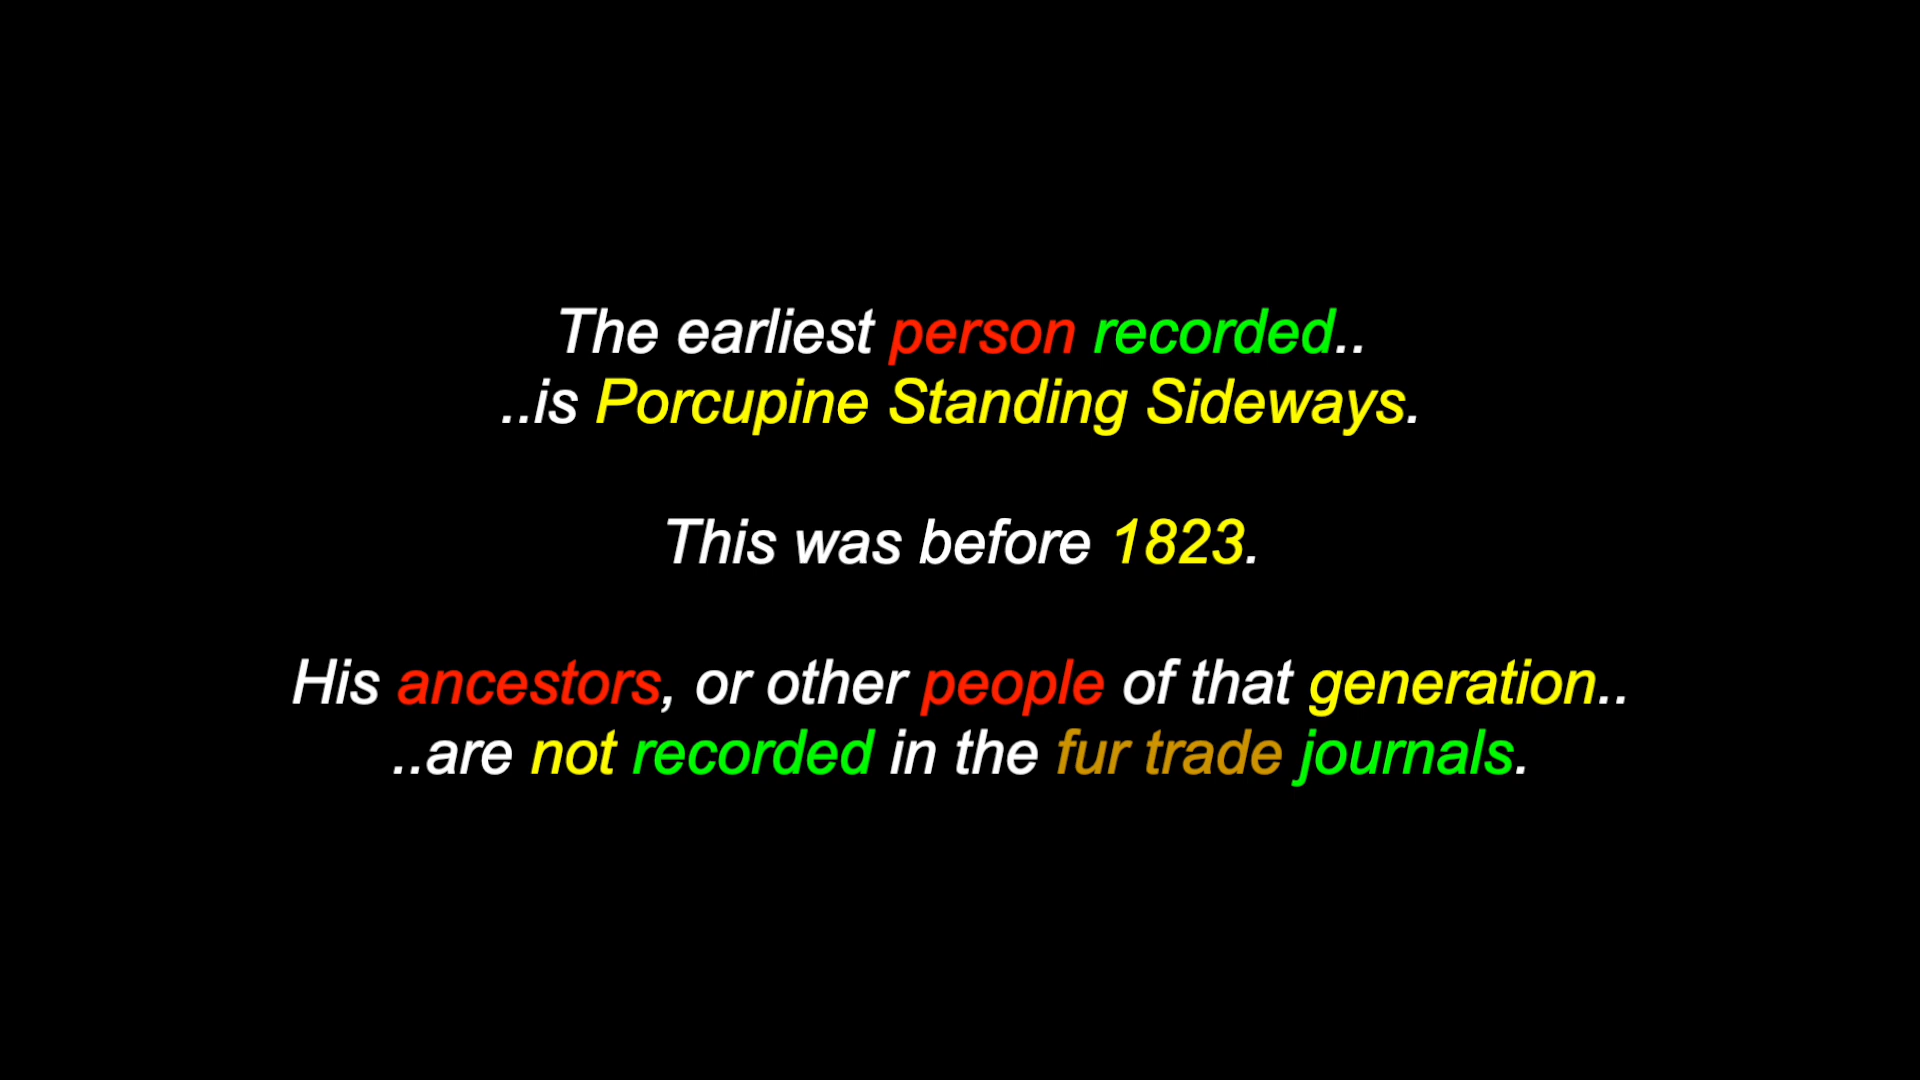 The earliest person recorded..
..is Porcupine Standing Sideways.
This was before 1823.
His ancestors, or other people of that generation..
..are not recorded in the fur trade journals.